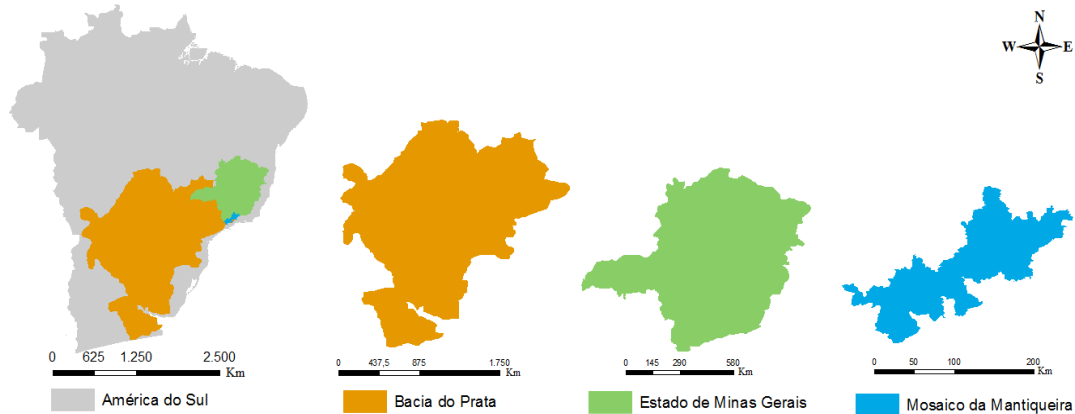 N
W E
S
0 625 1.250 2.500
Km
América do Sul
0 437,5 875 1.750
Km
Bacia do Prata
0 145 290 580
Km
Estado de Minas Gerais
0 50 100 200
Km
Mosaico da Mantiqueira